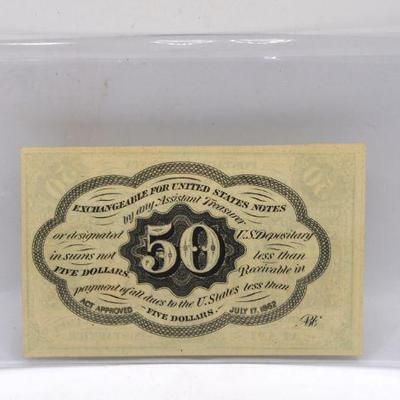 EXCHANGEABLE FOR UNITED STATES NOTES
by any Assistant Treasurer
or designated U.S. Depositary
in sums not less than
50
FIVE DOLLARS. Receivable in
payment of all dues to the U. States less than
FIVE DOLLARS.
ACT APPROVED JULY 17, 1862